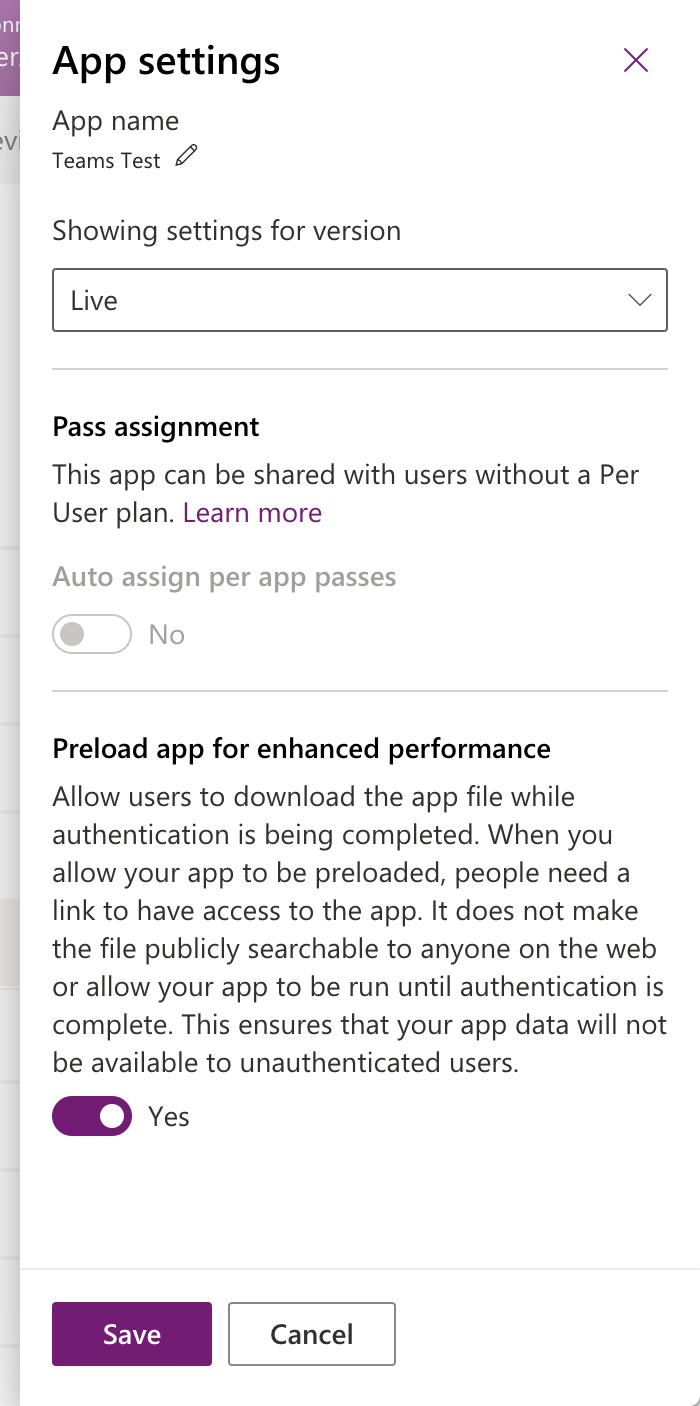 App settings
App name
Teams Test
Showing settings for version
Live
Pass assignment
This app can be shared with users without a Per
User plan. Learn more
Auto assign per app passes
No
Preload app for enhanced performance
Allow users to download the app file while
authentication is being completed. When you
allow your app to be preloaded, people need a
link to have access to the app. It does not make
the file publicly searchable to anyone on the web
or allow your app to be run until authentication is
complete. This ensures that your app data will not
be available to unauthenticated users.
Yes
Save
Cancel